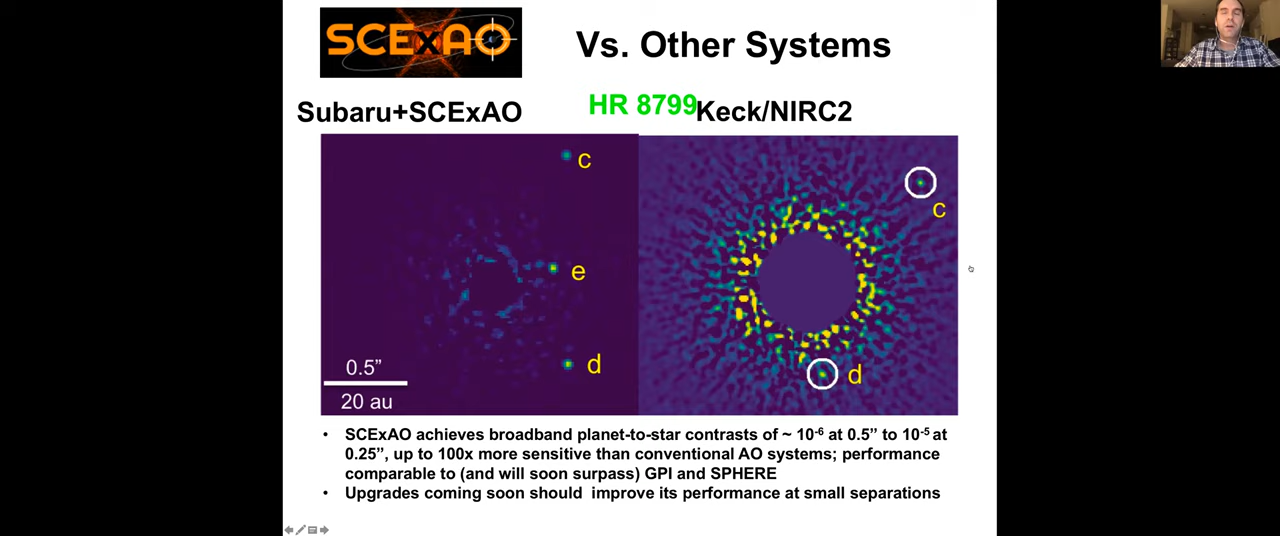 SCExAO
Vs. Other Systems
Subaru+SCExAO
HR 8799
Keck/NIRC2
c
e
d
0.5”
20 au
c
d
• SCExAO achieves broadband planet-to-star contrasts of ~ 10⁻⁶ at 0.5” to 10⁻⁵ at
0.25”, up to 100x more sensitive than conventional AO systems; performance
comparable to (and will soon surpass) GPI and SPHERE
• Upgrades coming soon should improve its performance at small separations